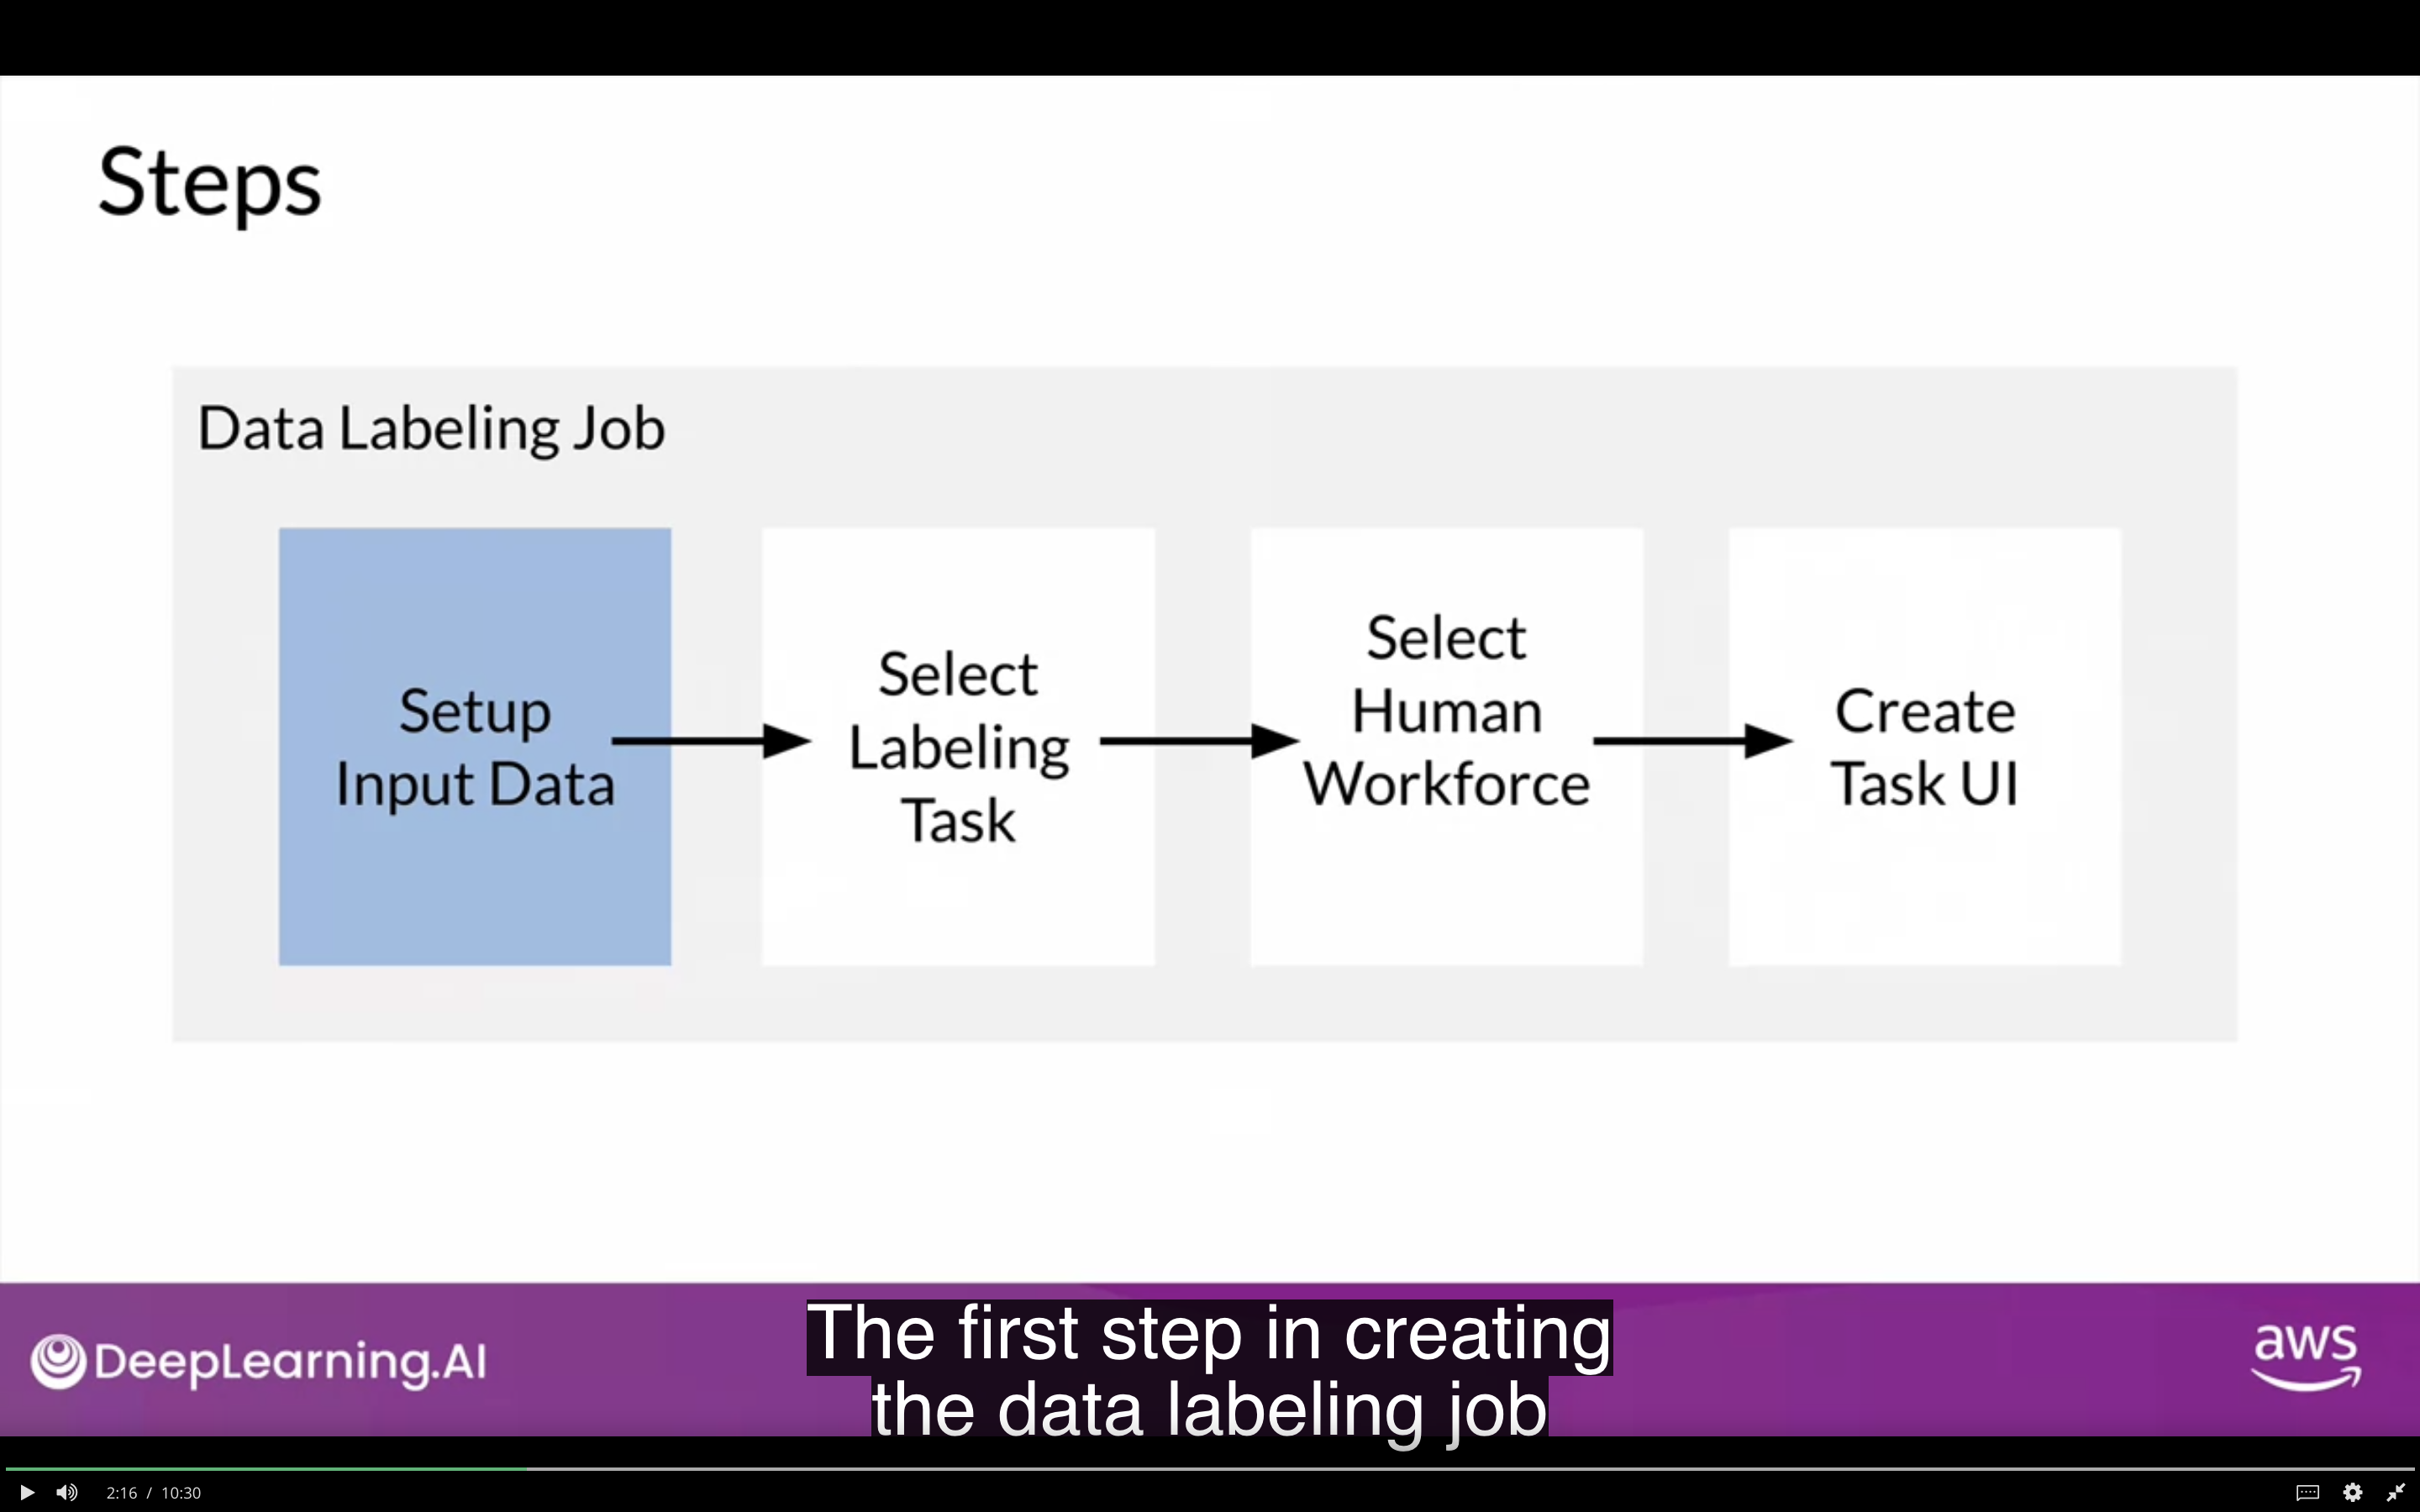 Steps
Data Labeling Job
Setup
Input Data
Select
Labeling
Task
Select
Human
Workforce
Create
Task UI
DeepLearning.AI
The first step in creating
the data labeling job
aws
2:16 / 10:30